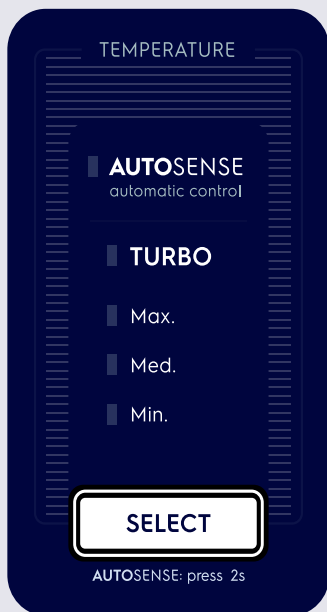 TEMPERATURE
AUTOSENSE
automatic control
TURBO
Max.
Med.
Min.
SELECT
AUTOSENSE: press 2s